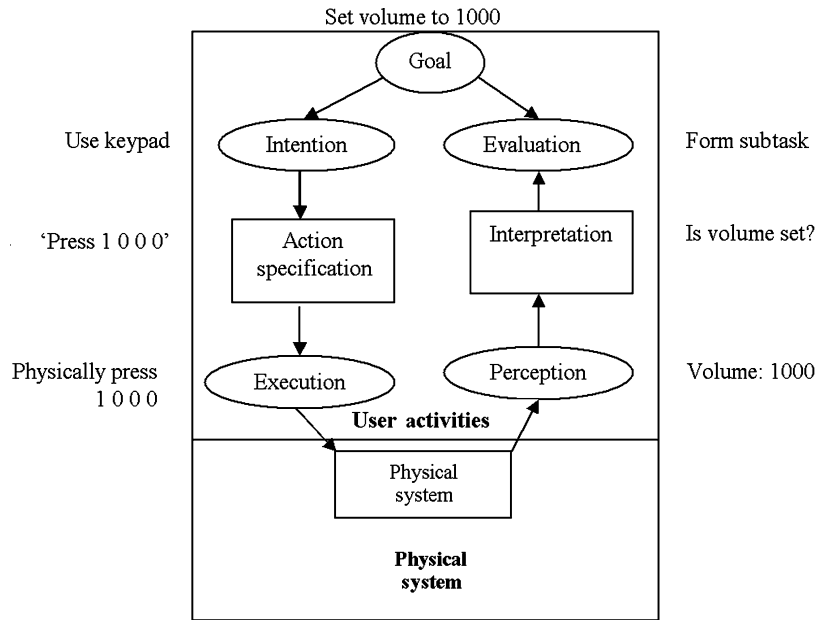 Set volume to 1000
Goal
Use keypad
Intention
Evaluation
Form subtask
‘Press 1 0 0 0’
Action
specification
Interpretation
Is volume set?
Physically press
1 0 0 0
Execution
Perception
Volume: 1000
User activities
Physical
system
Physical
system